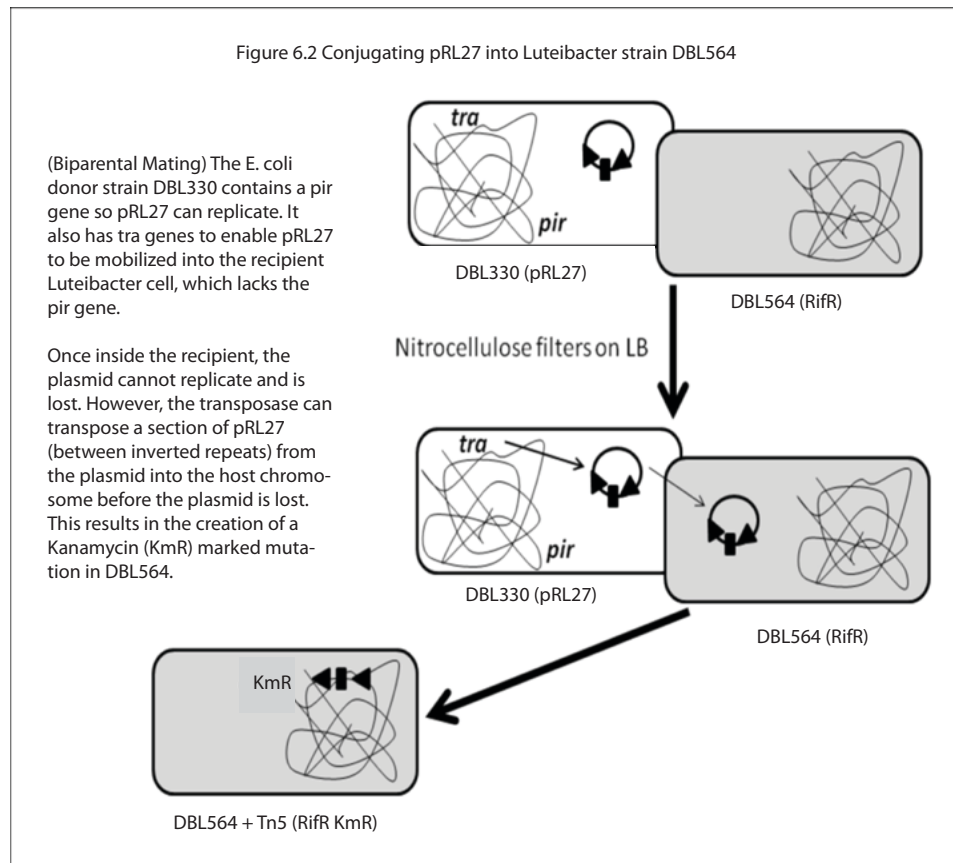 Figure 6.2 Conjugating pRL27 into Luteibacter strain DBL564
(Biparental Mating) The E. coli
donor strain DBL330 contains a pir
gene so pRL27 can replicate. It
also has tra genes to enable pRL27
to be mobilized into the recipient
Luteibacter cell, which lacks the
pir gene.
Once inside the recipient, the
plasmid cannot replicate and is
lost. However, the transposase can
transpose a section of pRL27
(between inverted repeats) from
the plasmid into the host chromo-
some before the plasmid is lost.
This results in the creation of a
Kanamycin (KmR) marked muta-
tion in DBL564.
tra
pir
DBL330 (pRL27)
DBL564 (RifR)
Nitrocellulose filters on LB
tra
pir
DBL330 (pRL27)
DBL564 (RifR)
KmR
DBL564 + Tn5 (RifR KmR)